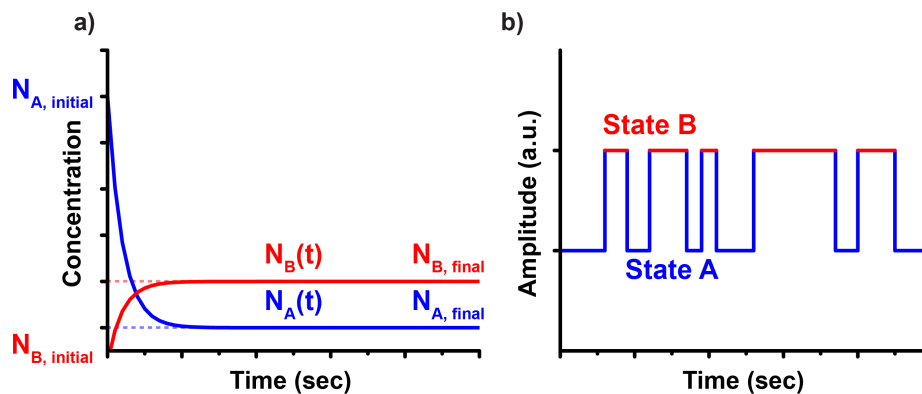 a)
N_A, initial
Concentration
N_B(t)
N_B, final
N_A(t)
N_A, final
N_B, initial
Time (sec)
b)
Amplitude (a.u.)
State B
State A
Time (sec)